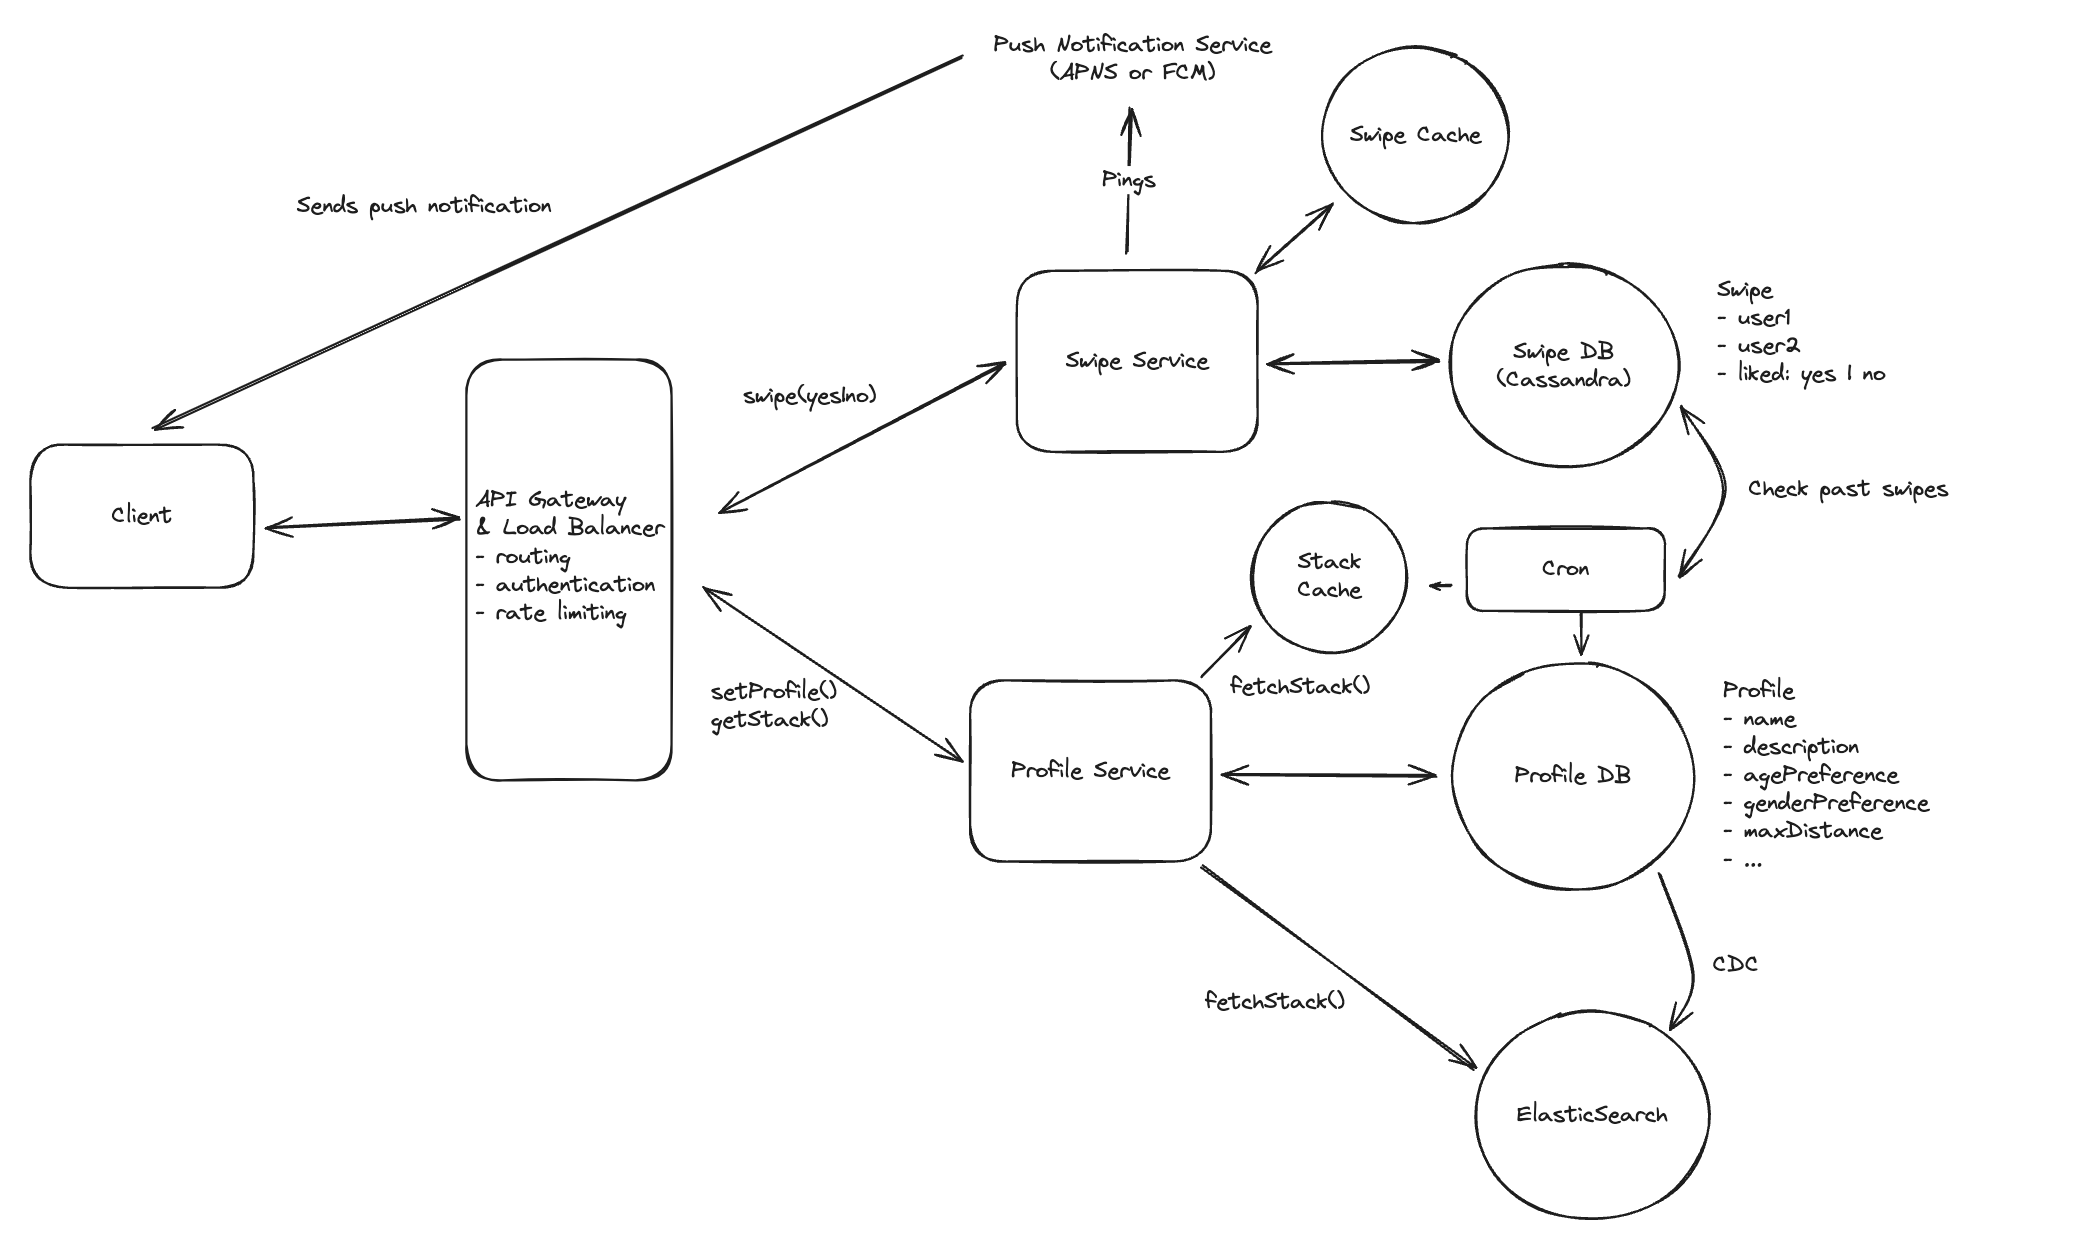 Push Notification Service
(APNS or FCM)
Swipe Cache
Pings
Sends push notification
Swipe
- user1
- user2
- liked: yes | no
Swipe Service
Swipe DB
(Cassandra)
swipe(yes|no)
Client
API Gateway
& Load Balancer
- routing
- authentication
- rate limiting
Check past swipes
Stack
Cache
Cron
setProfile()
getStack()
fetchStack()
Profile Service
Profile DB
Profile
- name
- description
- agePreference
- genderPreference
- maxDistance
- ...
CDC
fetchStack()
ElasticSearch